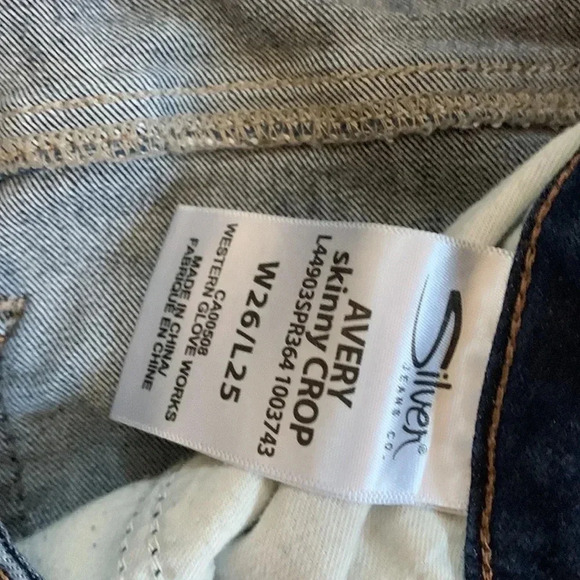 Silver®
JEANS CO.
AVERY
skinny CROP
L44903SPR364 1003743
W26/L25
CA00508
WESTERN GLOVE WORKS
MADE IN CHINA/
FABRIQUE EN CHINE